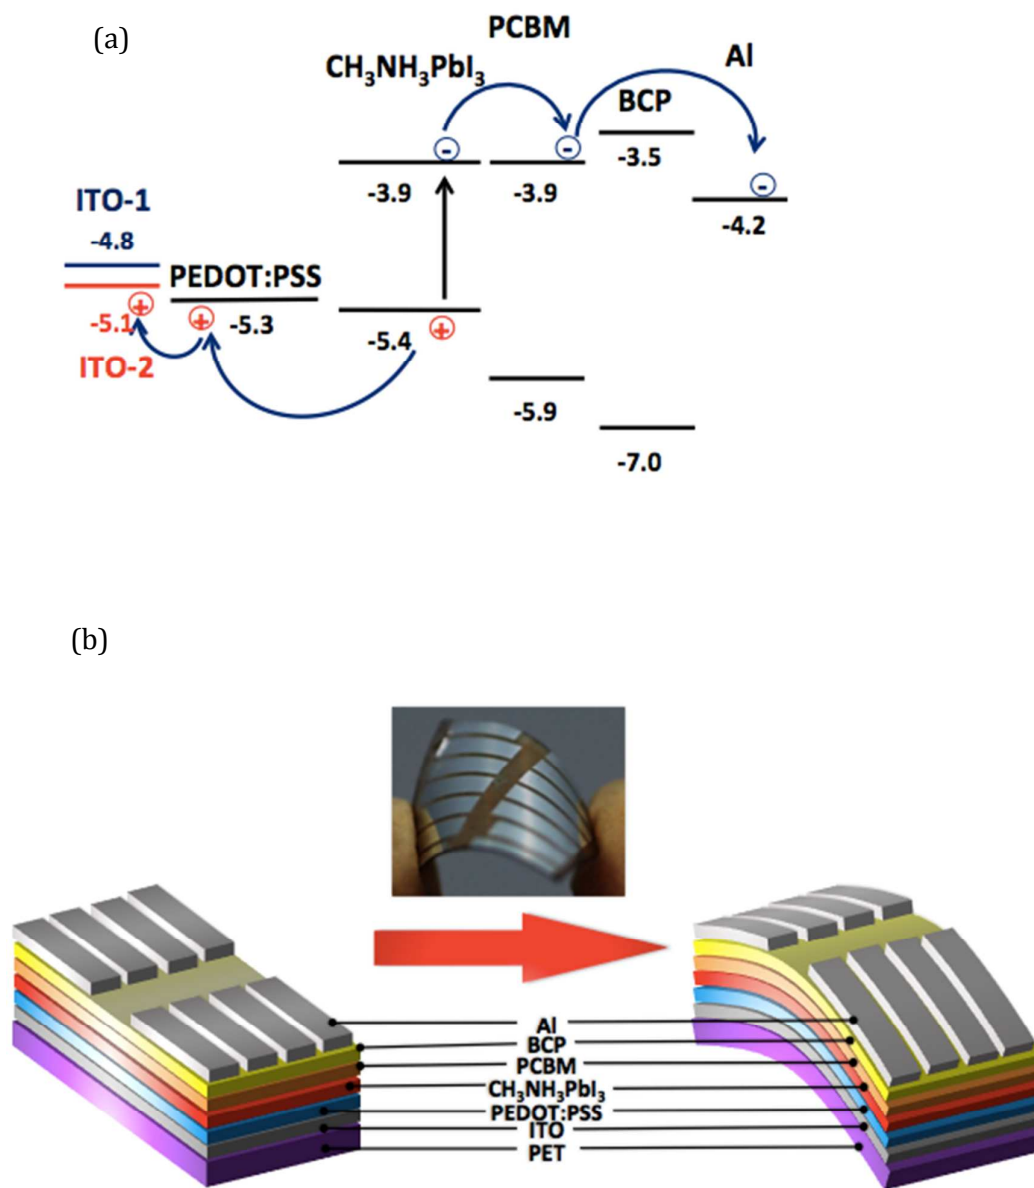 (a)
PCBM
CH₃NH₃PbI₃
Al
BCP
-3.5
-3.9
-3.9
-4.2
ITO-1
-4.8
PEDOT:PSS
-5.1
-5.3
-5.4
ITO-2
-5.9
-7.0
(b)
Al
BCP
PCBM
CH₃NH₃PbI₃
PEDOT:PSS
ITO
PET